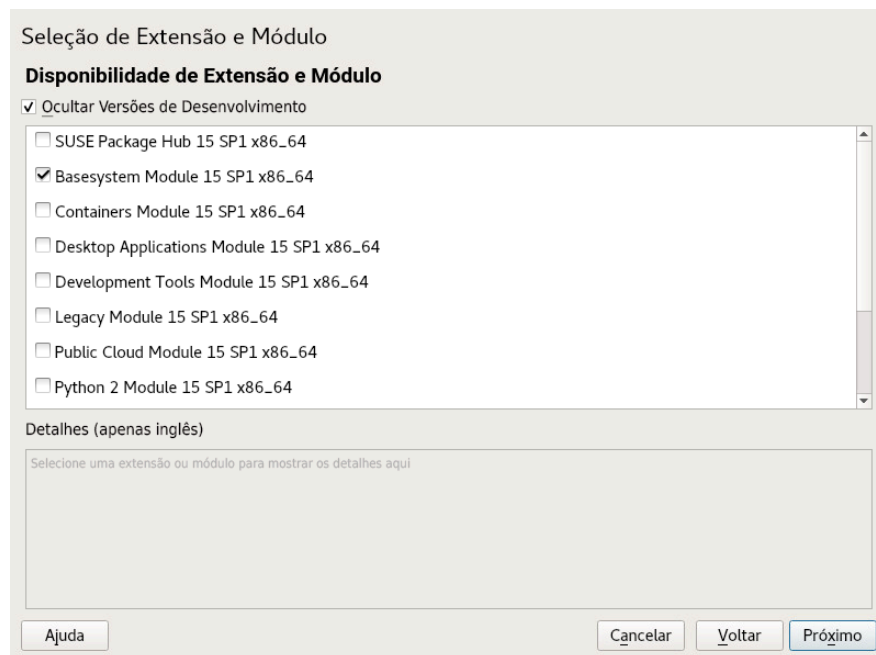 Seleção de Extensão e Módulo
Disponibilidade de Extensão e Módulo
Ocultar Versões de Desenvolvimento
SUSE Package Hub 15 SP1 x86_64
Basesystem Module 15 SP1 x86_64
Containers Module 15 SP1 x86_64
Desktop Applications Module 15 SP1 x86_64
Development Tools Module 15 SP1 x86_64
Legacy Module 15 SP1 x86_64
Public Cloud Module 15 SP1 x86_64
Python 2 Module 15 SP1 x86_64
Detalhes (apenas inglês)
Selecione uma extensão ou módulo para mostrar os detalhes aqui
Ajuda Cancelar Voltar Próximo